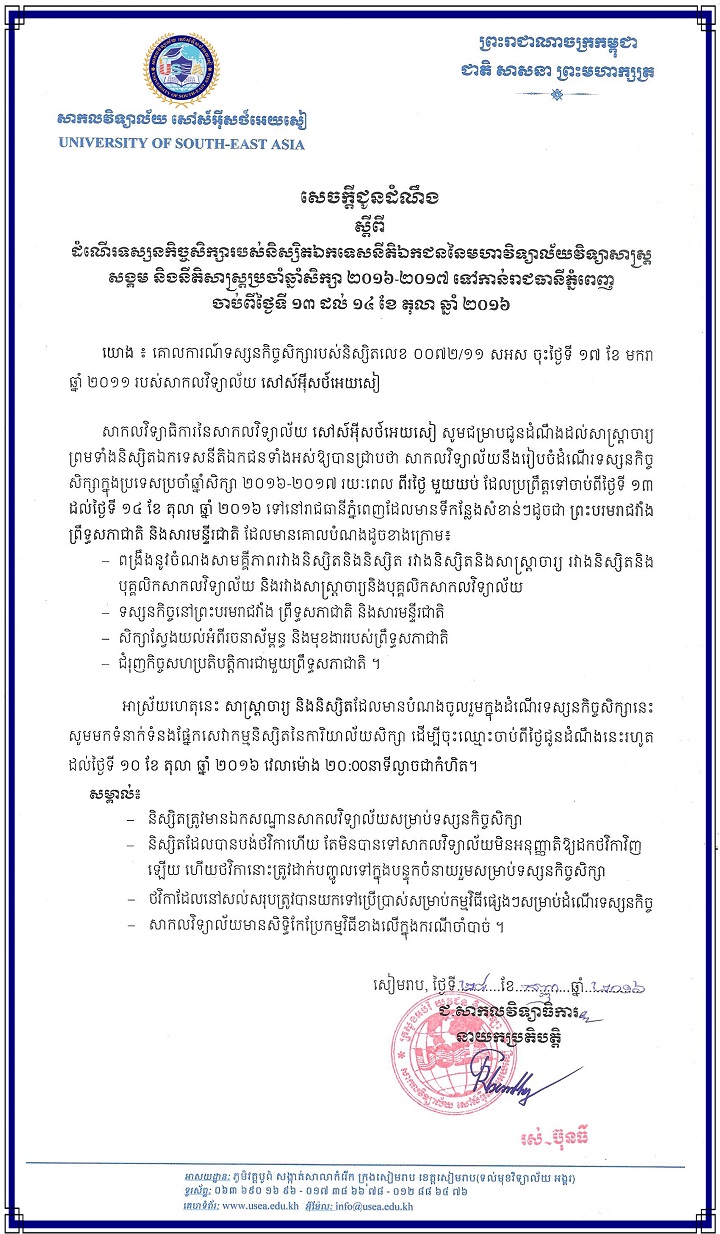 ព្រះរាជាណាចក្រកម្ពុជា
ជាតិ សាសនា ព្រះមហាក្សត្រ
USEA
សាកលវិទ្យាល័យ សៅស៍អ៊ីសថ៍អេយសៀ
UNIVERSITY OF SOUTH-EAST ASIA
សេចក្តីជូនដំណឹង
ស្តីពី
ដំណើរទស្សនកិច្ចសិក្សារបស់និស្សិតឯកទេសនីតិឯកជននៃមហាវិទ្យាល័យវិទ្យាសាស្ត្រ
សង្គម និងនីតិសាស្ត្រប្រចាំឆ្នាំសិក្សា ២០១៦-២០១៧ ទៅកាន់រាជធានីភ្នំពេញ
ចាប់ពីថ្ងៃទី ១៣ ដល់ ១៤ ខែ តុលា ឆ្នាំ ២០១៦
យោង ៖ គោលការណ៍ទស្សនកិច្ចសិក្សារបស់និស្សិតលេខ ០០៧២/១១ សអស ចុះថ្ងៃទី ១៧ ខែ មករា
ឆ្នាំ ២០១១ របស់សាកលវិទ្យាល័យ សៅស៍អ៊ីសថ៍អេយសៀ
សាកលវិទ្យាធិការនៃសាកលវិទ្យាល័យ សៅស៍អ៊ីសថ៍អេយសៀ សូមជម្រាបជូនដំណឹងដល់សាស្ត្រាចារ្យ
ព្រមទាំងនិស្សិតឯកទេសនីតិឯកជនទាំងអស់ឱ្យបានជ្រាបថា សាកលវិទ្យាល័យនឹងរៀបចំដំណើរទស្សនកិច្ច
សិក្សាក្នុងប្រទេសប្រចាំឆ្នាំសិក្សា ២០១៦-២០១៧ រយៈពេល ពីរថ្ងៃ មួយយប់ ដែលប្រព្រឹត្តទៅចាប់ពីថ្ងៃទី ១៣
ដល់ថ្ងៃទី ១៤ ខែ តុលា ឆ្នាំ ២០១៦ ទៅនៅរាជធានីភ្នំពេញដែលមានទីកន្លែងសំខាន់ៗដូចជា ព្រះបរមរាជវាំង
ព្រឹទ្ធសភាជាតិ និងសារមន្ទីរជាតិ ដែលមានគោលបំណងដូចខាងក្រោម៖
– ពង្រឹងនូវចំណងសាមគ្គីភាពរវាងនិស្សិតនិងនិស្សិត រវាងនិស្សិតនិងសាស្ត្រាចារ្យ រវាងនិស្សិតនិង
បុគ្គលិកសាកលវិទ្យាល័យ និងរវាងសាស្ត្រាចារ្យនិងបុគ្គលិកសាកលវិទ្យាល័យ
– ទស្សនកិច្ចនៅព្រះបរមរាជវាំង ព្រឹទ្ធសភាជាតិ និងសារមន្ទីរជាតិ
– សិក្សាស្វែងយល់អំពីរចនាសម្ព័ន្ធ និងមុខងាររបស់ព្រឹទ្ធសភាជាតិ
– ជំរុញកិច្ចសហប្រតិបត្តិការជាមួយព្រឹទ្ធសភាជាតិ ។
អាស្រ័យហេតុនេះ សាស្ត្រាចារ្យ និងនិស្សិតដែលមានបំណងចូលរួមក្នុងដំណើរទស្សនកិច្ចសិក្សានេះ
សូមមកទំនាក់ទំនងផ្នែកសេវាកម្មនិស្សិតនៃការិយាល័យសិក្សា ដើម្បីចុះឈ្មោះចាប់ពីថ្ងៃជូនដំណឹងនេះរហូត
ដល់ថ្ងៃទី ១០ ខែ តុលា ឆ្នាំ ២០១៦ វេលាម៉ោង ២០:០០នាទីល្ងាចជាកំហិត។
សម្គាល់៖
– និស្សិតត្រូវមានឯកសណ្ឋានសាកលវិទ្យាល័យសម្រាប់ទស្សនកិច្ចសិក្សា
– និស្សិតដែលបានបង់ថវិកាហើយ តែមិនបានទៅសាកលវិទ្យាល័យមិនអនុញ្ញាតិឱ្យដកថវិកាវិញ
ឡើយ ហើយថវិកានោះត្រូវដាក់បញ្ចូលទៅក្នុងបន្ទុកចំនាយរួមសម្រាប់ទស្សនកិច្ចសិក្សា
– ថវិកាដែលនៅសល់សរុបត្រូវបានយកទៅប្រើប្រាស់សម្រាប់កម្មវិធីផ្សេងៗសម្រាប់ដំណើរទស្សនកិច្ច
– សាកលវិទ្យាល័យមានសិទ្ធិកែប្រែកម្មវិធីខាងលើក្នុងករណីចាំបាច់ ។
សៀមរាប, ថ្ងៃទី ២៨ ខែ កញ្ញា ឆ្នាំ ២០១៦
ជ.សាកលវិទ្យាធិការ
នាយកប្រតិបត្តិ
USEA
រស់ ប៊ុនធី
អាសយដ្ឋាន: ភូមិវត្តបូព៌ សង្កាត់សាលាកំរើក ក្រុងសៀមរាប ខេត្តសៀមរាប(ទល់មុខវិទ្យាល័យ អង្គរ)
ទូរស័ព្ទ: ០៦៣ ៦៩០ ១៦ ៩៦ - ០១៧ ៣៨ ៦៦ ៧៨ - ០១២ ៨៨ ៦៥ ៧៦
គេហទំព័រ: www.usea.edu.kh អ៊ីម៉ែល: info@usea.edu.kh